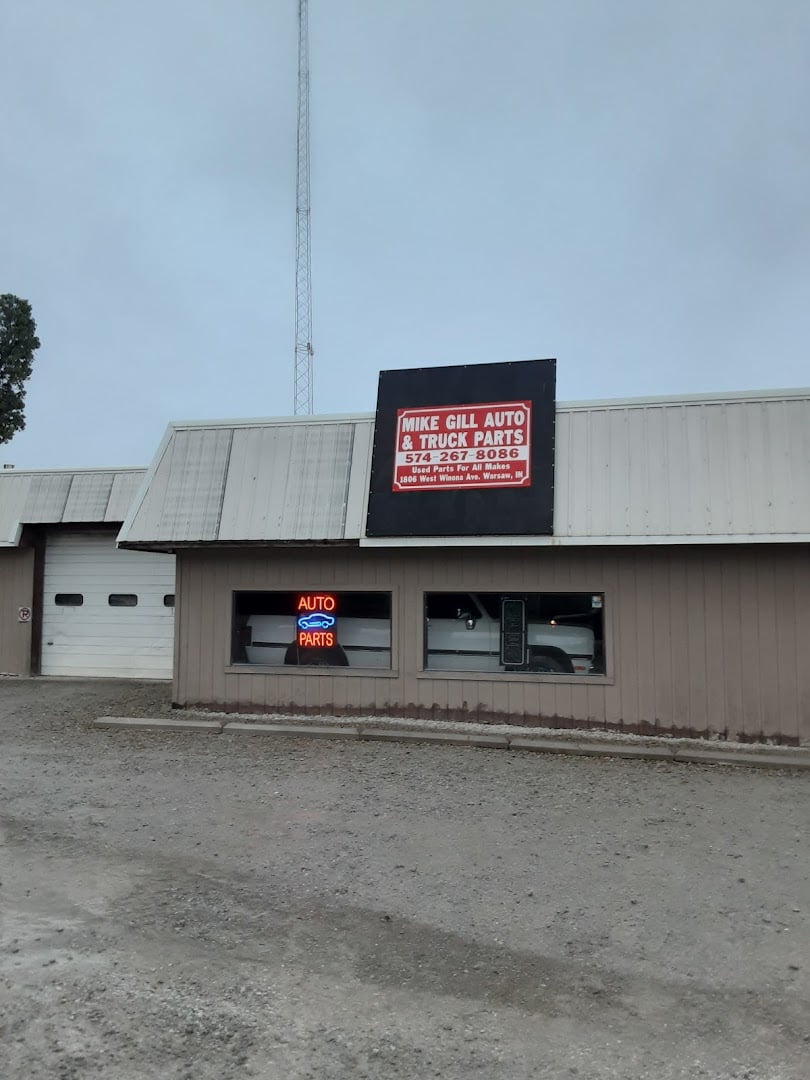 MIKE GILL AUTO
& TRUCK PARTS
574-267-8086
Used Parts For All Makes
1806 West Winona Ave. Warsaw, IN
AUTO
PARTS